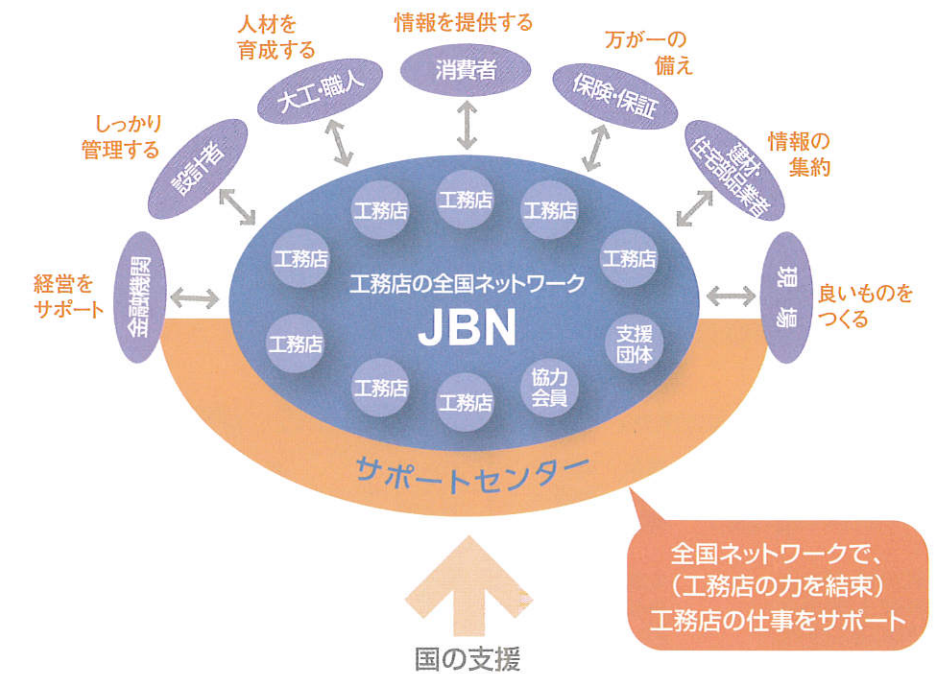 人材を
育成する
情報を提供する
万が一の
備え
大工・職人
消費者
保険・保証
しっかり
管理する
設計者
建材・
住宅部品業者
情報の
集約
工務店
工務店
工務店
工務店
工務店
経営を
サポート
金融機関
工務店の全国ネットワーク
JBN
現場
良いものを
つくる
工務店
工務店
工務店
協力
会員
支援
団体
サポートセンター
全国ネットワークで、
(工務店の力を結束)
工務店の仕事をサポート
国の支援